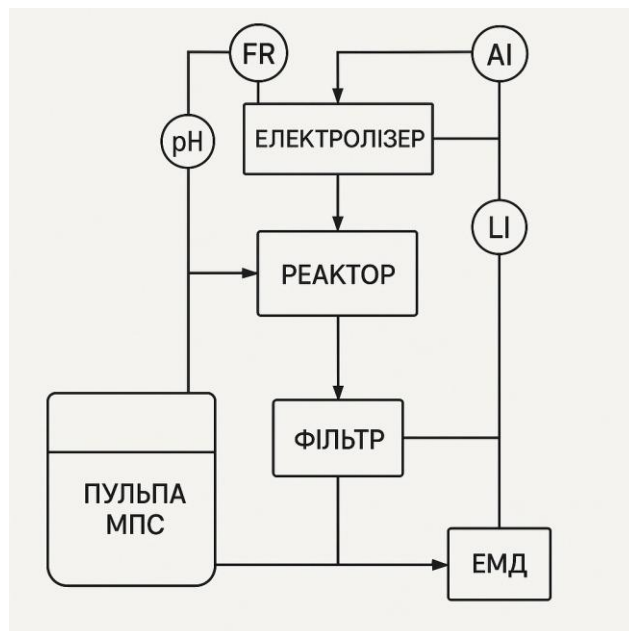 FR
AI
pH
ЕЛЕКТРОЛІЗЕР
LI
РЕАКТОР
ФІЛЬТР
ПУЛЬПА
МПС
ЕМД